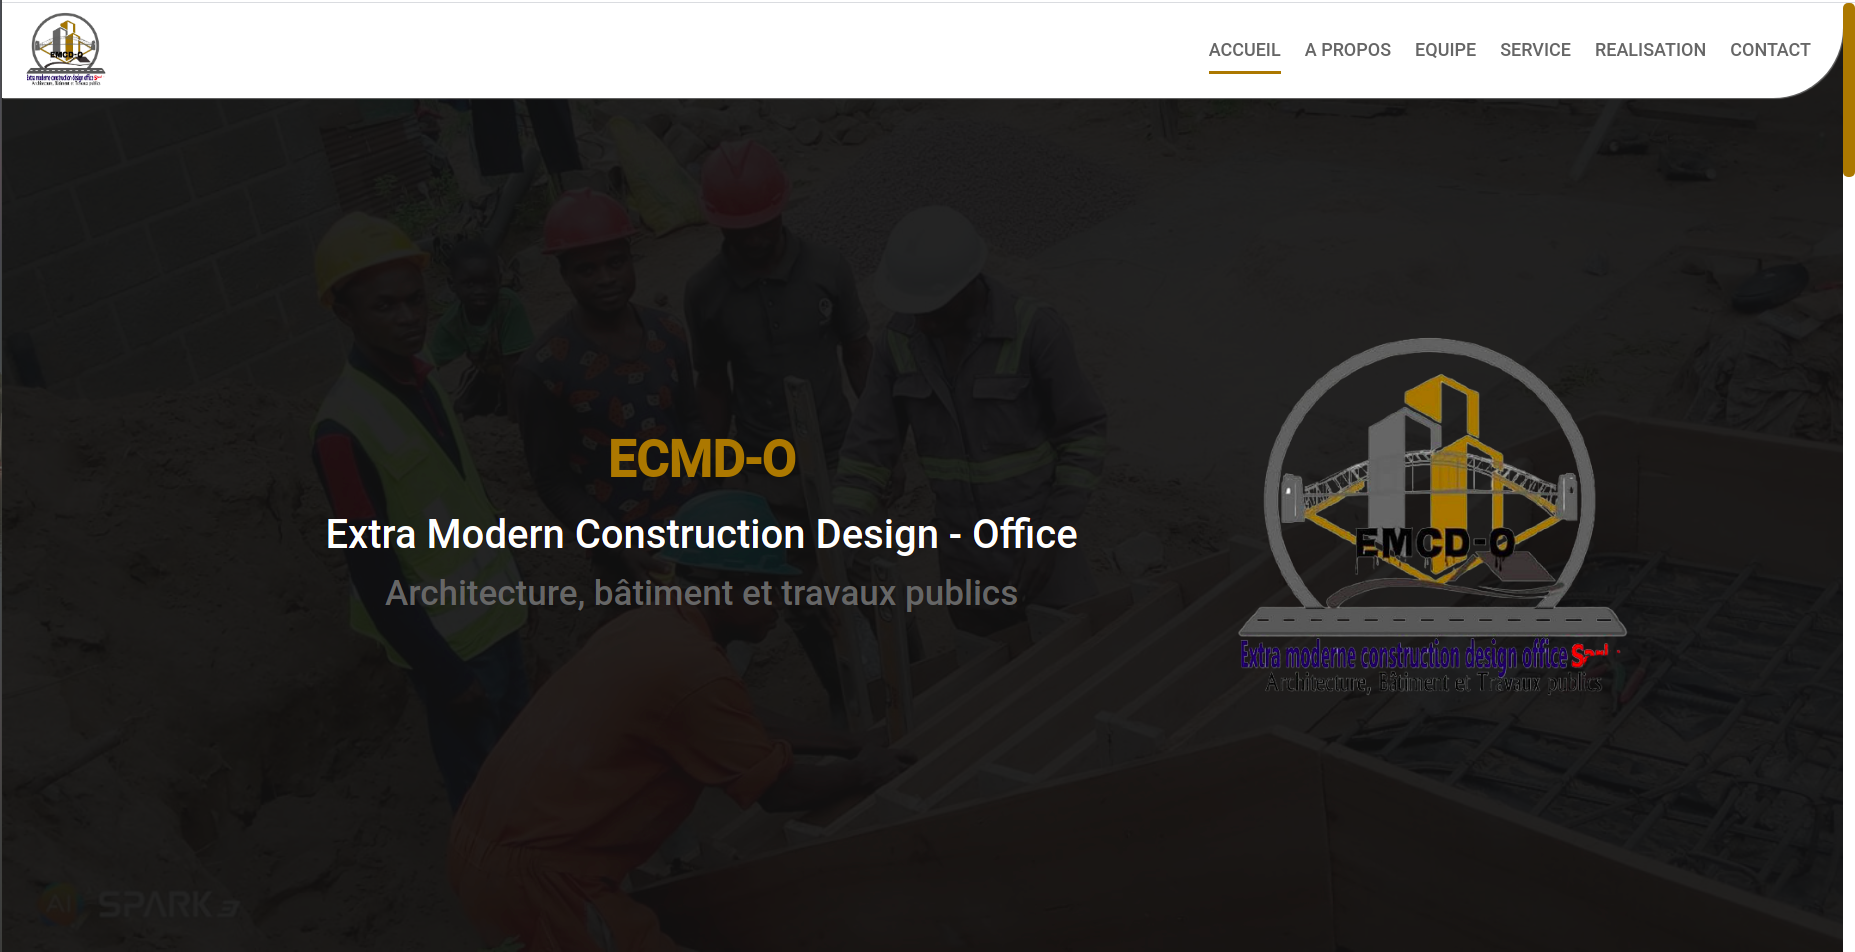 EMCD-O
Extra moderne construction design office Sarl
Architecture, Bâtiment et Travaux publics
ACCUEIL A PROPOS EQUIPE SERVICE REALISATION CONTACT
ECMD-O
Extra Modern Construction Design - Office
Architecture, bâtiment et travaux publics
EMCD-O
Extra moderne construction design office Sarl
Architecture, Bâtiment et Travaux publics
AI SPARK 3